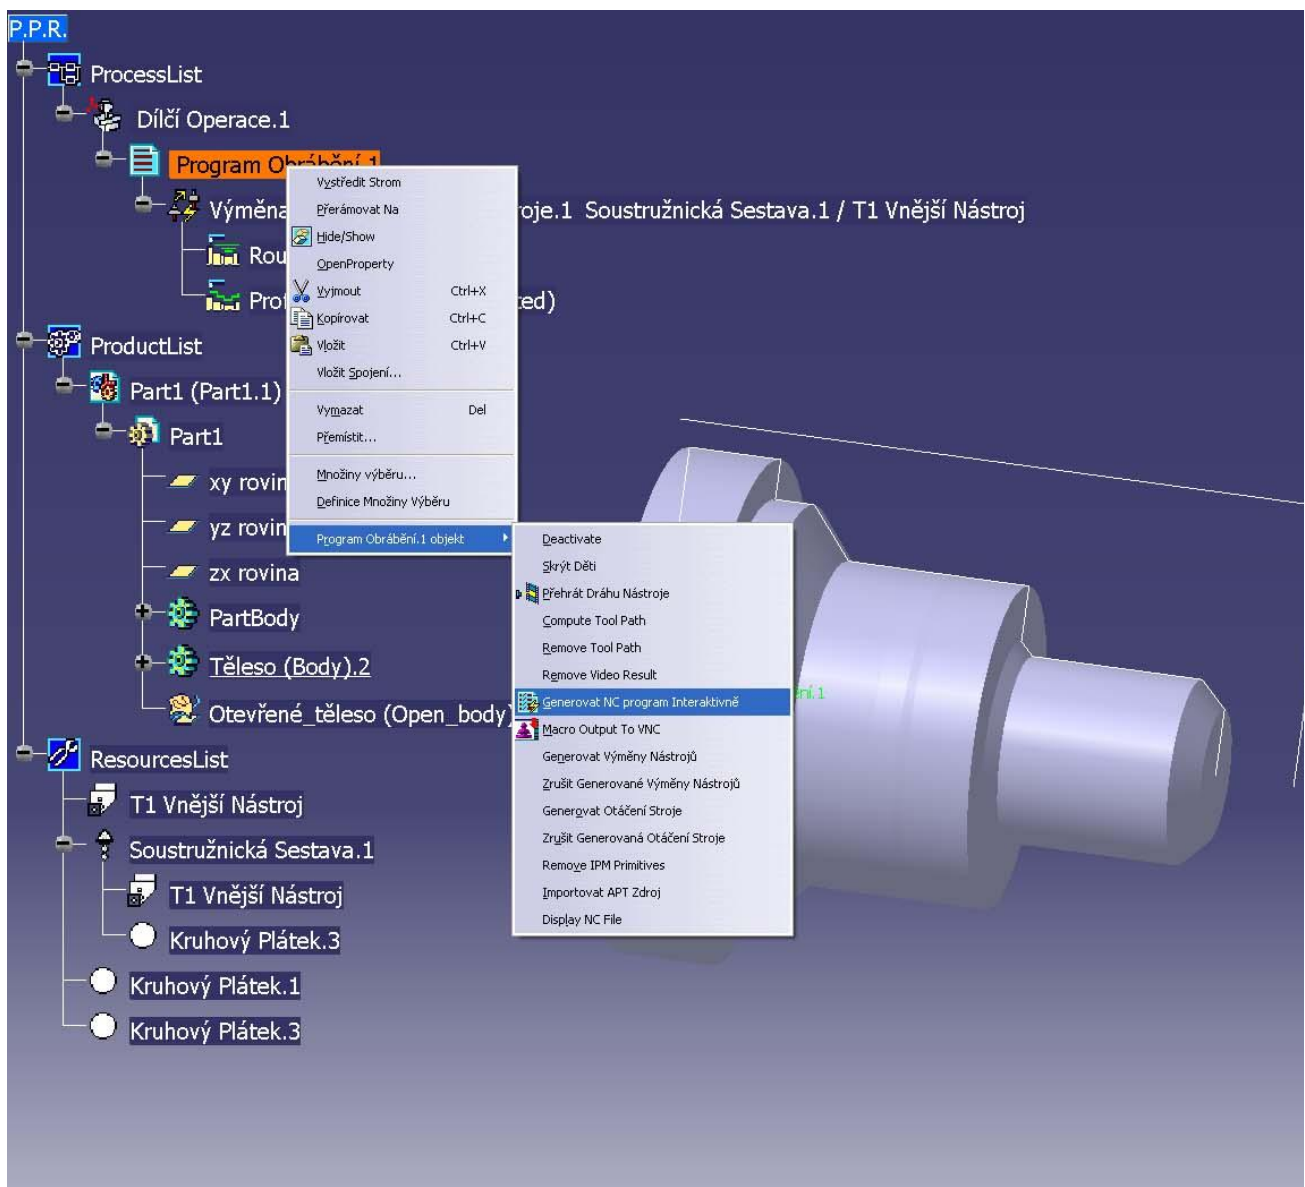 P.P.R.
ProcessList
Dílčí Operace.1
Program Obrábění.1
Výměna
oje.1 Soustružnická Sestava.1 / T1 Vnější Nástroj
Rou
Prof
ted)
ProductList
Part1 (Part1.1)
Part1
xy rovin
yz rovin
zx rovina
PartBody
Těleso (Body).2
Otevřené_těleso (Open_body)
ResourcesList
T1 Vnější Nástroj
Soustružnická Sestava.1
T1 Vnější Nástroj
Kruhový Plátek.3
Kruhový Plátek.1
Kruhový Plátek.3
Vystředit Strom
Přerámovat Na
Hide/Show
OpenProperty
Vyjmout Ctrl+X
Kopírovat Ctrl+C
Vložit Ctrl+V
Vložit Spojení...
Vymazat Del
Přemístit...
Množiny výběru...
Definice Množiny Výběru
Program Obrábění.1 objekt
Deactivate
Skrýt Děti
Přehrát Dráhu Nástroje
Compute Tool Path
Remove Tool Path
Remove Video Result
Generovat NC program Interaktivně
Macro Output To VNC
Generovat Výměny Nástrojů
Zrušit Generované Výměny Nástrojů
Generovat Otáčení Stroje
Zrušit Generovaná Otáčení Stroje
Remove IPM Primitives
Importovat APT Zdroj
Display NC File
ění.1